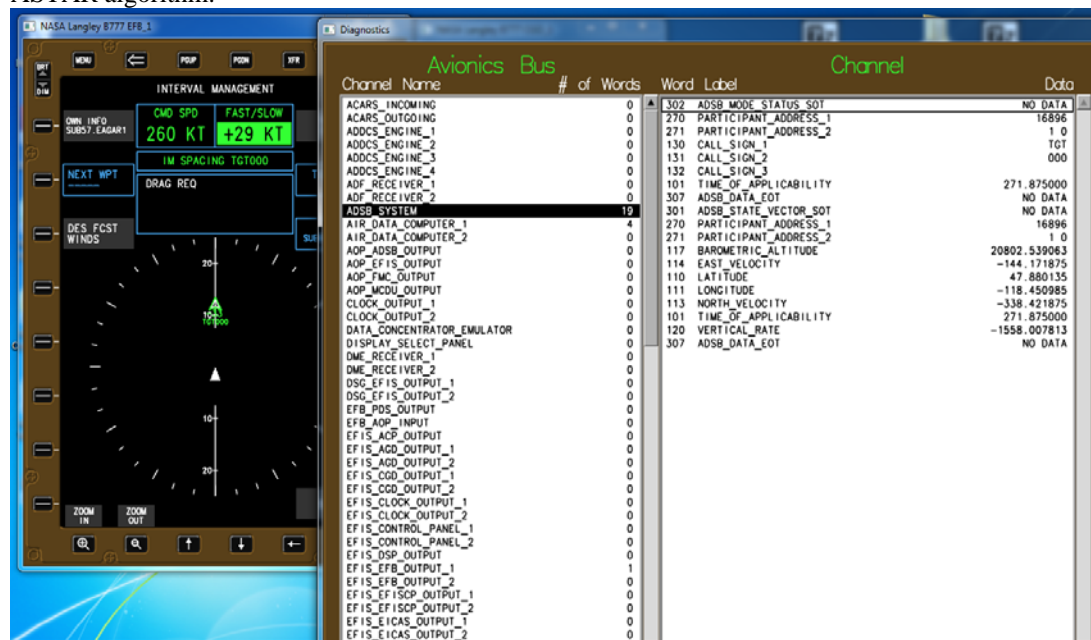 ASTAR algorithm.
NASA Langley B777 EFB_1
BRT
DIM
MENU
PGUP
PGDN
XFR
INTERVAL MANAGEMENT
OWN INFO
SUB57.EAGAR1
CMD SPD
260 KT
FAST/SLOW
+29 KT
IM SPACING TGT000
NEXT WPT
-----
DRAG REQ
DES FCST
WINDS
20
10
TGT000
10
20
ZOOM
IN
ZOOM
OUT
Diagnostics
Avionics Bus
Channel Name # of Words
ACARS_INCOMING 0
ACARS_OUTGOING 0
ADDCS_ENGINE_1 0
ADDCS_ENGINE_2 0
ADDCS_ENGINE_3 0
ADDCS_ENGINE_4 0
ADF_RECEIVER_1 0
ADF_RECEIVER_2 0
ADSB_SYSTEM 19
AIR_DATA_COMPUTER_1 4
AIR_DATA_COMPUTER_2 0
AOP_ADSB_OUTPUT 0
AOP_EFIS_OUTPUT 0
AOP_FMC_OUTPUT 0
AOP_MCDU_OUTPUT 0
CLOCK_OUTPUT_1 0
CLOCK_OUTPUT_2 0
DATA_CONCENTRATOR_EMULATOR 0
DISPLAY_SELECT_PANEL 0
DME_RECEIVER_1 0
DME_RECEIVER_2 0
DSG_EFIS_OUTPUT_1 0
DSG_EFIS_OUTPUT_2 0
EFB_PDS_OUTPUT 0
EFB_AOP_INPUT 0
EFIS_ACP_OUTPUT 0
EFIS_AGD_OUTPUT_1 0
EFIS_AGD_OUTPUT_2 0
EFIS_CGD_OUTPUT_1 0
EFIS_CGD_OUTPUT_2 0
EFIS_CLOCK_OUTPUT_1 0
EFIS_CLOCK_OUTPUT_2 0
EFIS_CONTROL_PANEL_1 0
EFIS_CONTROL_PANEL_2 0
EFIS_DSP_OUTPUT 0
EFIS_EFB_OUTPUT_1 1
EFIS_EFB_OUTPUT_2 0
EFIS_EFISCP_OUTPUT_1 0
EFIS_EFISCP_OUTPUT_2 0
EFIS_EICAS_OUTPUT_1 0
EFIS_EICAS_OUTPUT_2 0
Channel
Word Label Data
302 ADSB_MODE_STATUS_SOT NO DATA
270 PARTICIPANT_ADDRESS_1 16896
271 PARTICIPANT_ADDRESS_2 1 0
130 CALL_SIGN_1 TGT
131 CALL_SIGN_2 000
132 CALL_SIGN_3
101 TIME_OF_APPLICABILITY 271.875000
307 ADSB_DATA_EOT NO DATA
301 ADSB_STATE_VECTOR_SOT NO DATA
270 PARTICIPANT_ADDRESS_1 16896
271 PARTICIPANT_ADDRESS_2 1 0
117 BAROMETRIC_ALTITUDE 20802.539063
114 EAST_VELOCITY -144.171875
110 LATITUDE 47.880135
111 LONGITUDE -118.450985
113 NORTH_VELOCITY -338.421875
101 TIME_OF_APPLICABILITY 271.875000
120 VERTICAL_RATE -1558.007813
307 ADSB_DATA_EOT NO DATA